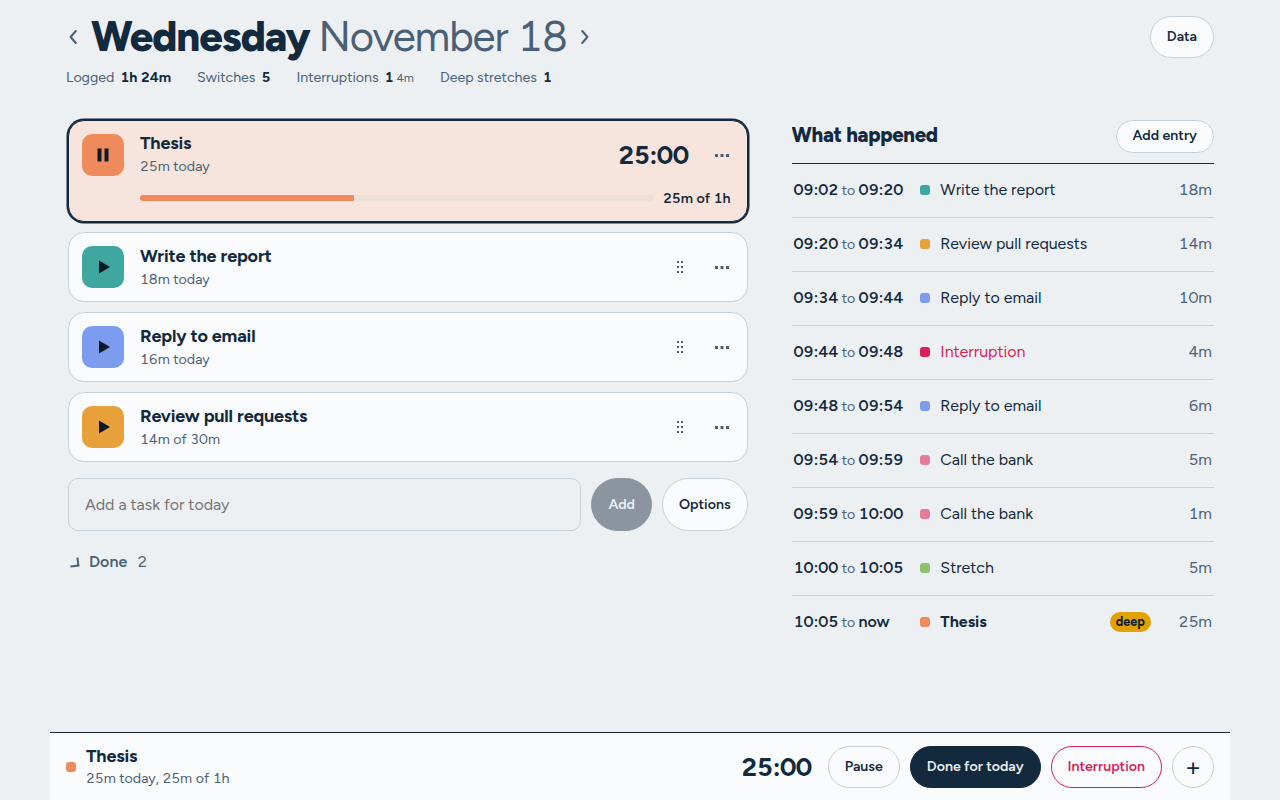 Wednesday November 18
Data
Logged 1h 24m Switches 5 Interruptions 1 4m Deep stretches 1
Thesis
25m today
25:00
25m of 1h
Write the report
18m today
Reply to email
16m today
Review pull requests
14m of 30m
Add a task for today
Add
Options
Done 2
What happened
Add entry
09:02 to 09:20 Write the report 18m
09:20 to 09:34 Review pull requests 14m
09:34 to 09:44 Reply to email 10m
09:44 to 09:48 Interruption 4m
09:48 to 09:54 Reply to email 6m
09:54 to 09:59 Call the bank 5m
09:59 to 10:00 Call the bank 1m
10:00 to 10:05 Stretch 5m
10:05 to now Thesis deep 25m
Thesis
25m today, 25m of 1h
25:00
Pause
Done for today
Interruption
+